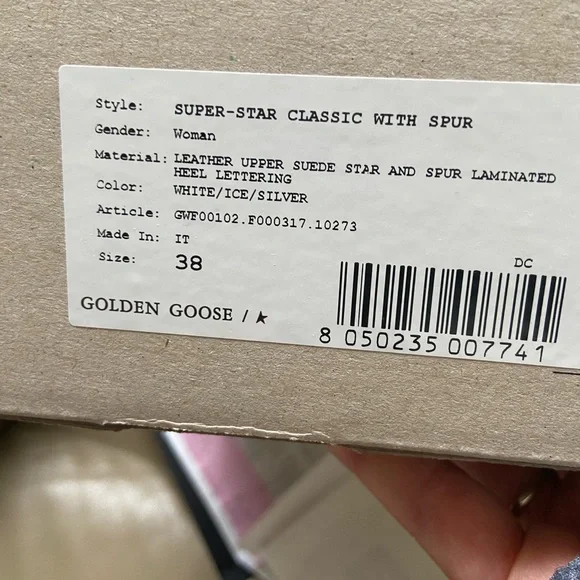 Style: SUPER-STAR CLASSIC WITH SPUR
Gender: Woman
Material: LEATHER UPPER SUEDE STAR AND SPUR LAMINATED
HEEL LETTERING
Color: WHITE/ICE/SILVER
Article: GWF00102.F000317.10273
Made In: IT
Size: 38
DC
GOLDEN GOOSE /★
8 050235 007741